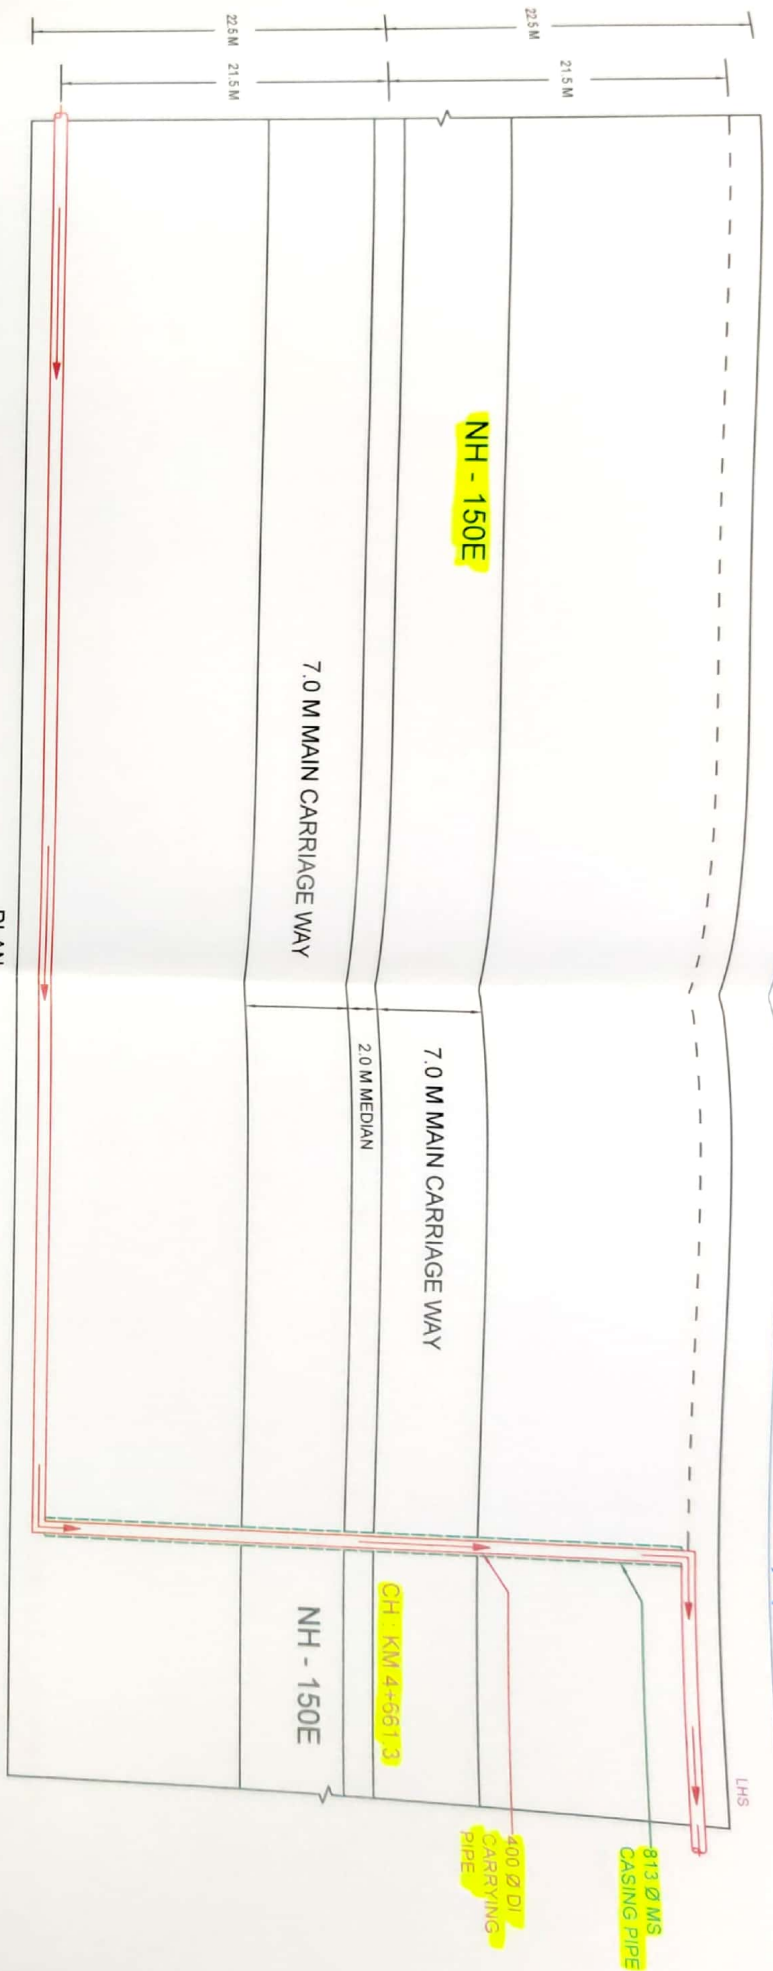 22.5 M
22.5 M
21.5 M
21.5 M
NH - 150E
7.0 M MAIN CARRIAGE WAY
7.0 M MAIN CARRIAGE WAY
2.0 M MEDIAN
CH : KM 4+661.3
NH - 150E
LHS
813 Ø MS
CASING PIPE
400 Ø DI
CARRYING
PIPE